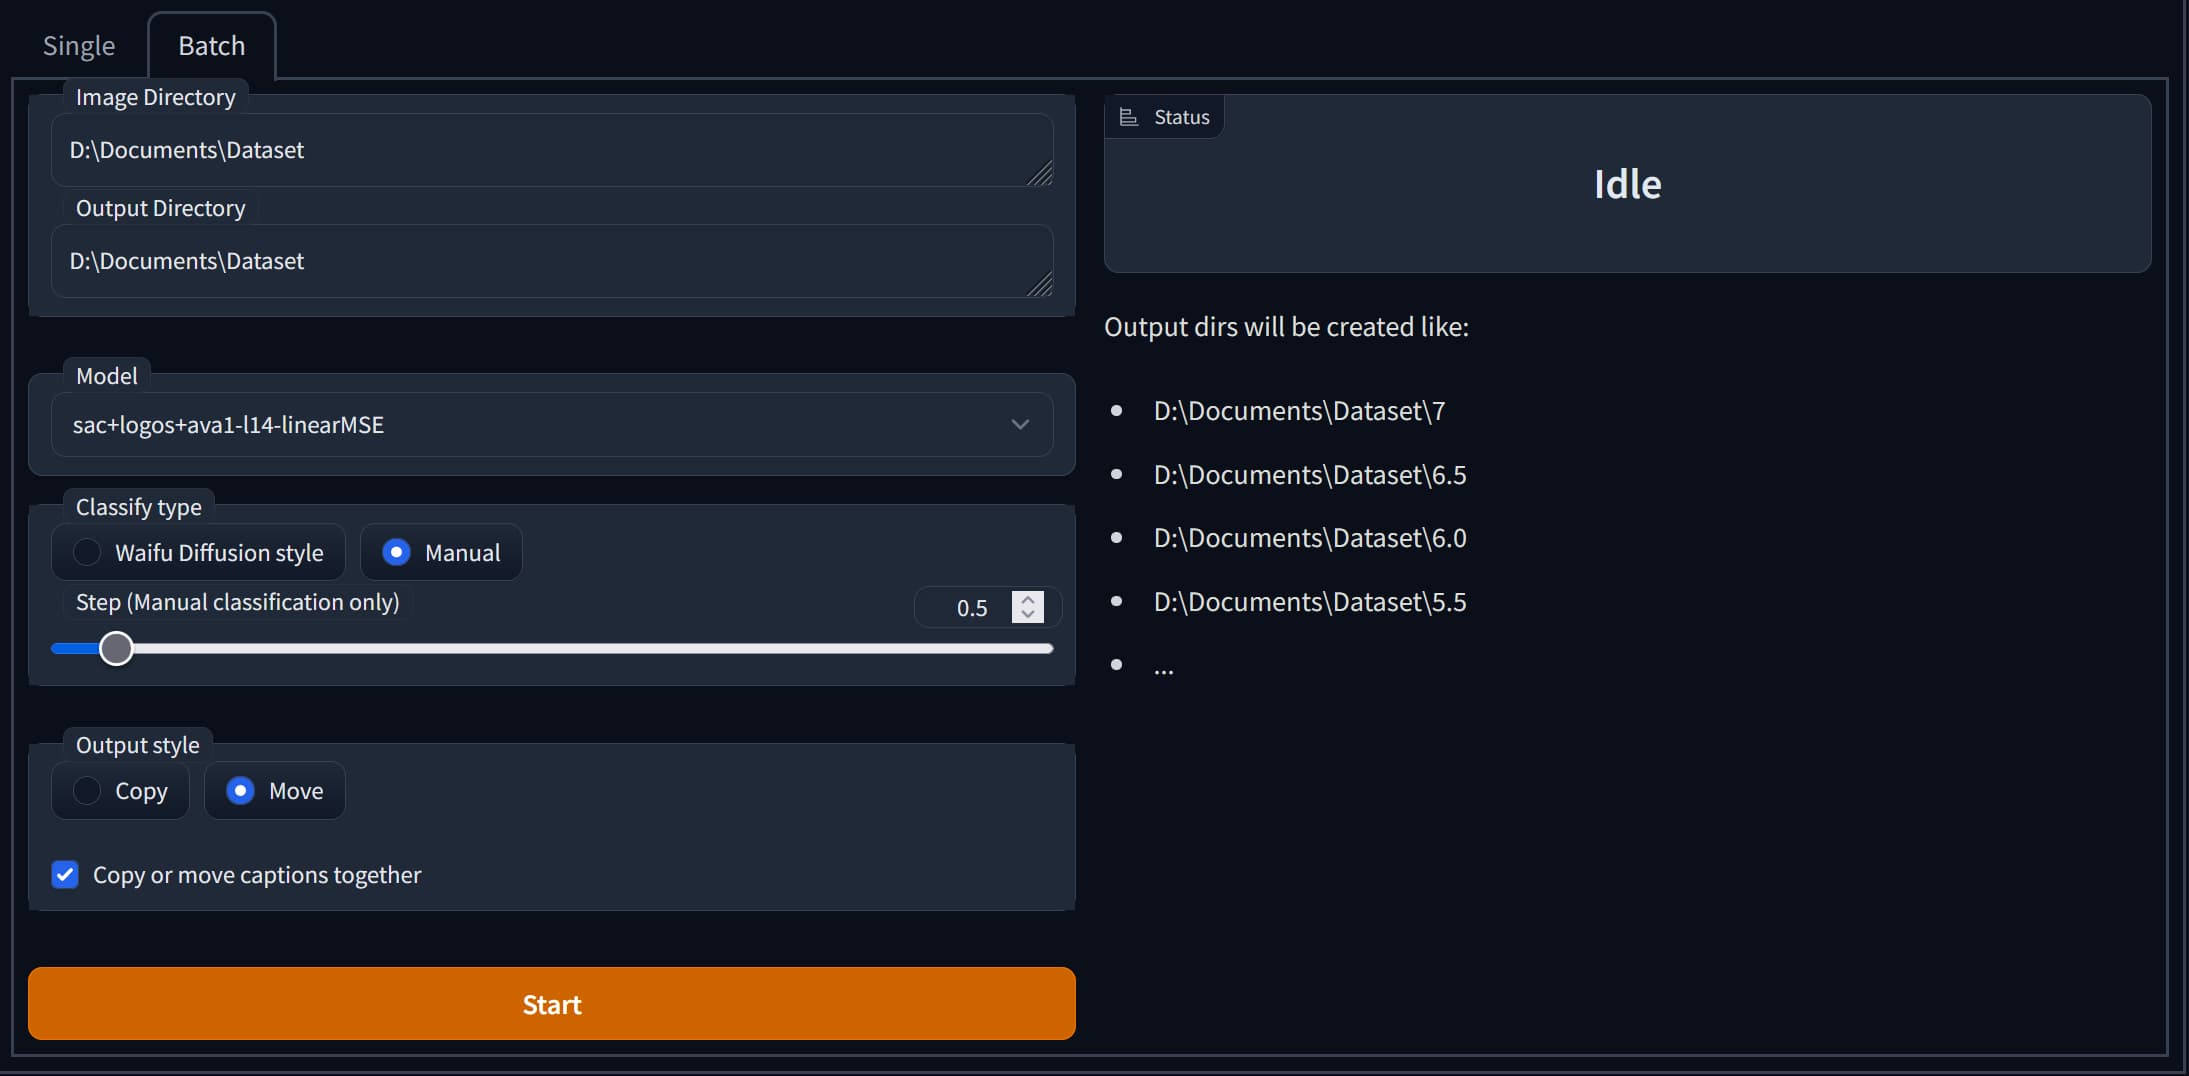 Single
Batch
Image Directory
D:\Documents\Dataset
Output Directory
D:\Documents\Dataset
Model
sac+logos+ava1-l14-linearMSE
Classify type
Waifu Diffusion style
Manual
Step (Manual classification only)
0.5
Output style
Copy
Move
Copy or move captions together
Start
Status
Idle
Output dirs will be created like:
D:\Documents\Dataset\7
D:\Documents\Dataset\6.5
D:\Documents\Dataset\6.0
D:\Documents\Dataset\5.5
...